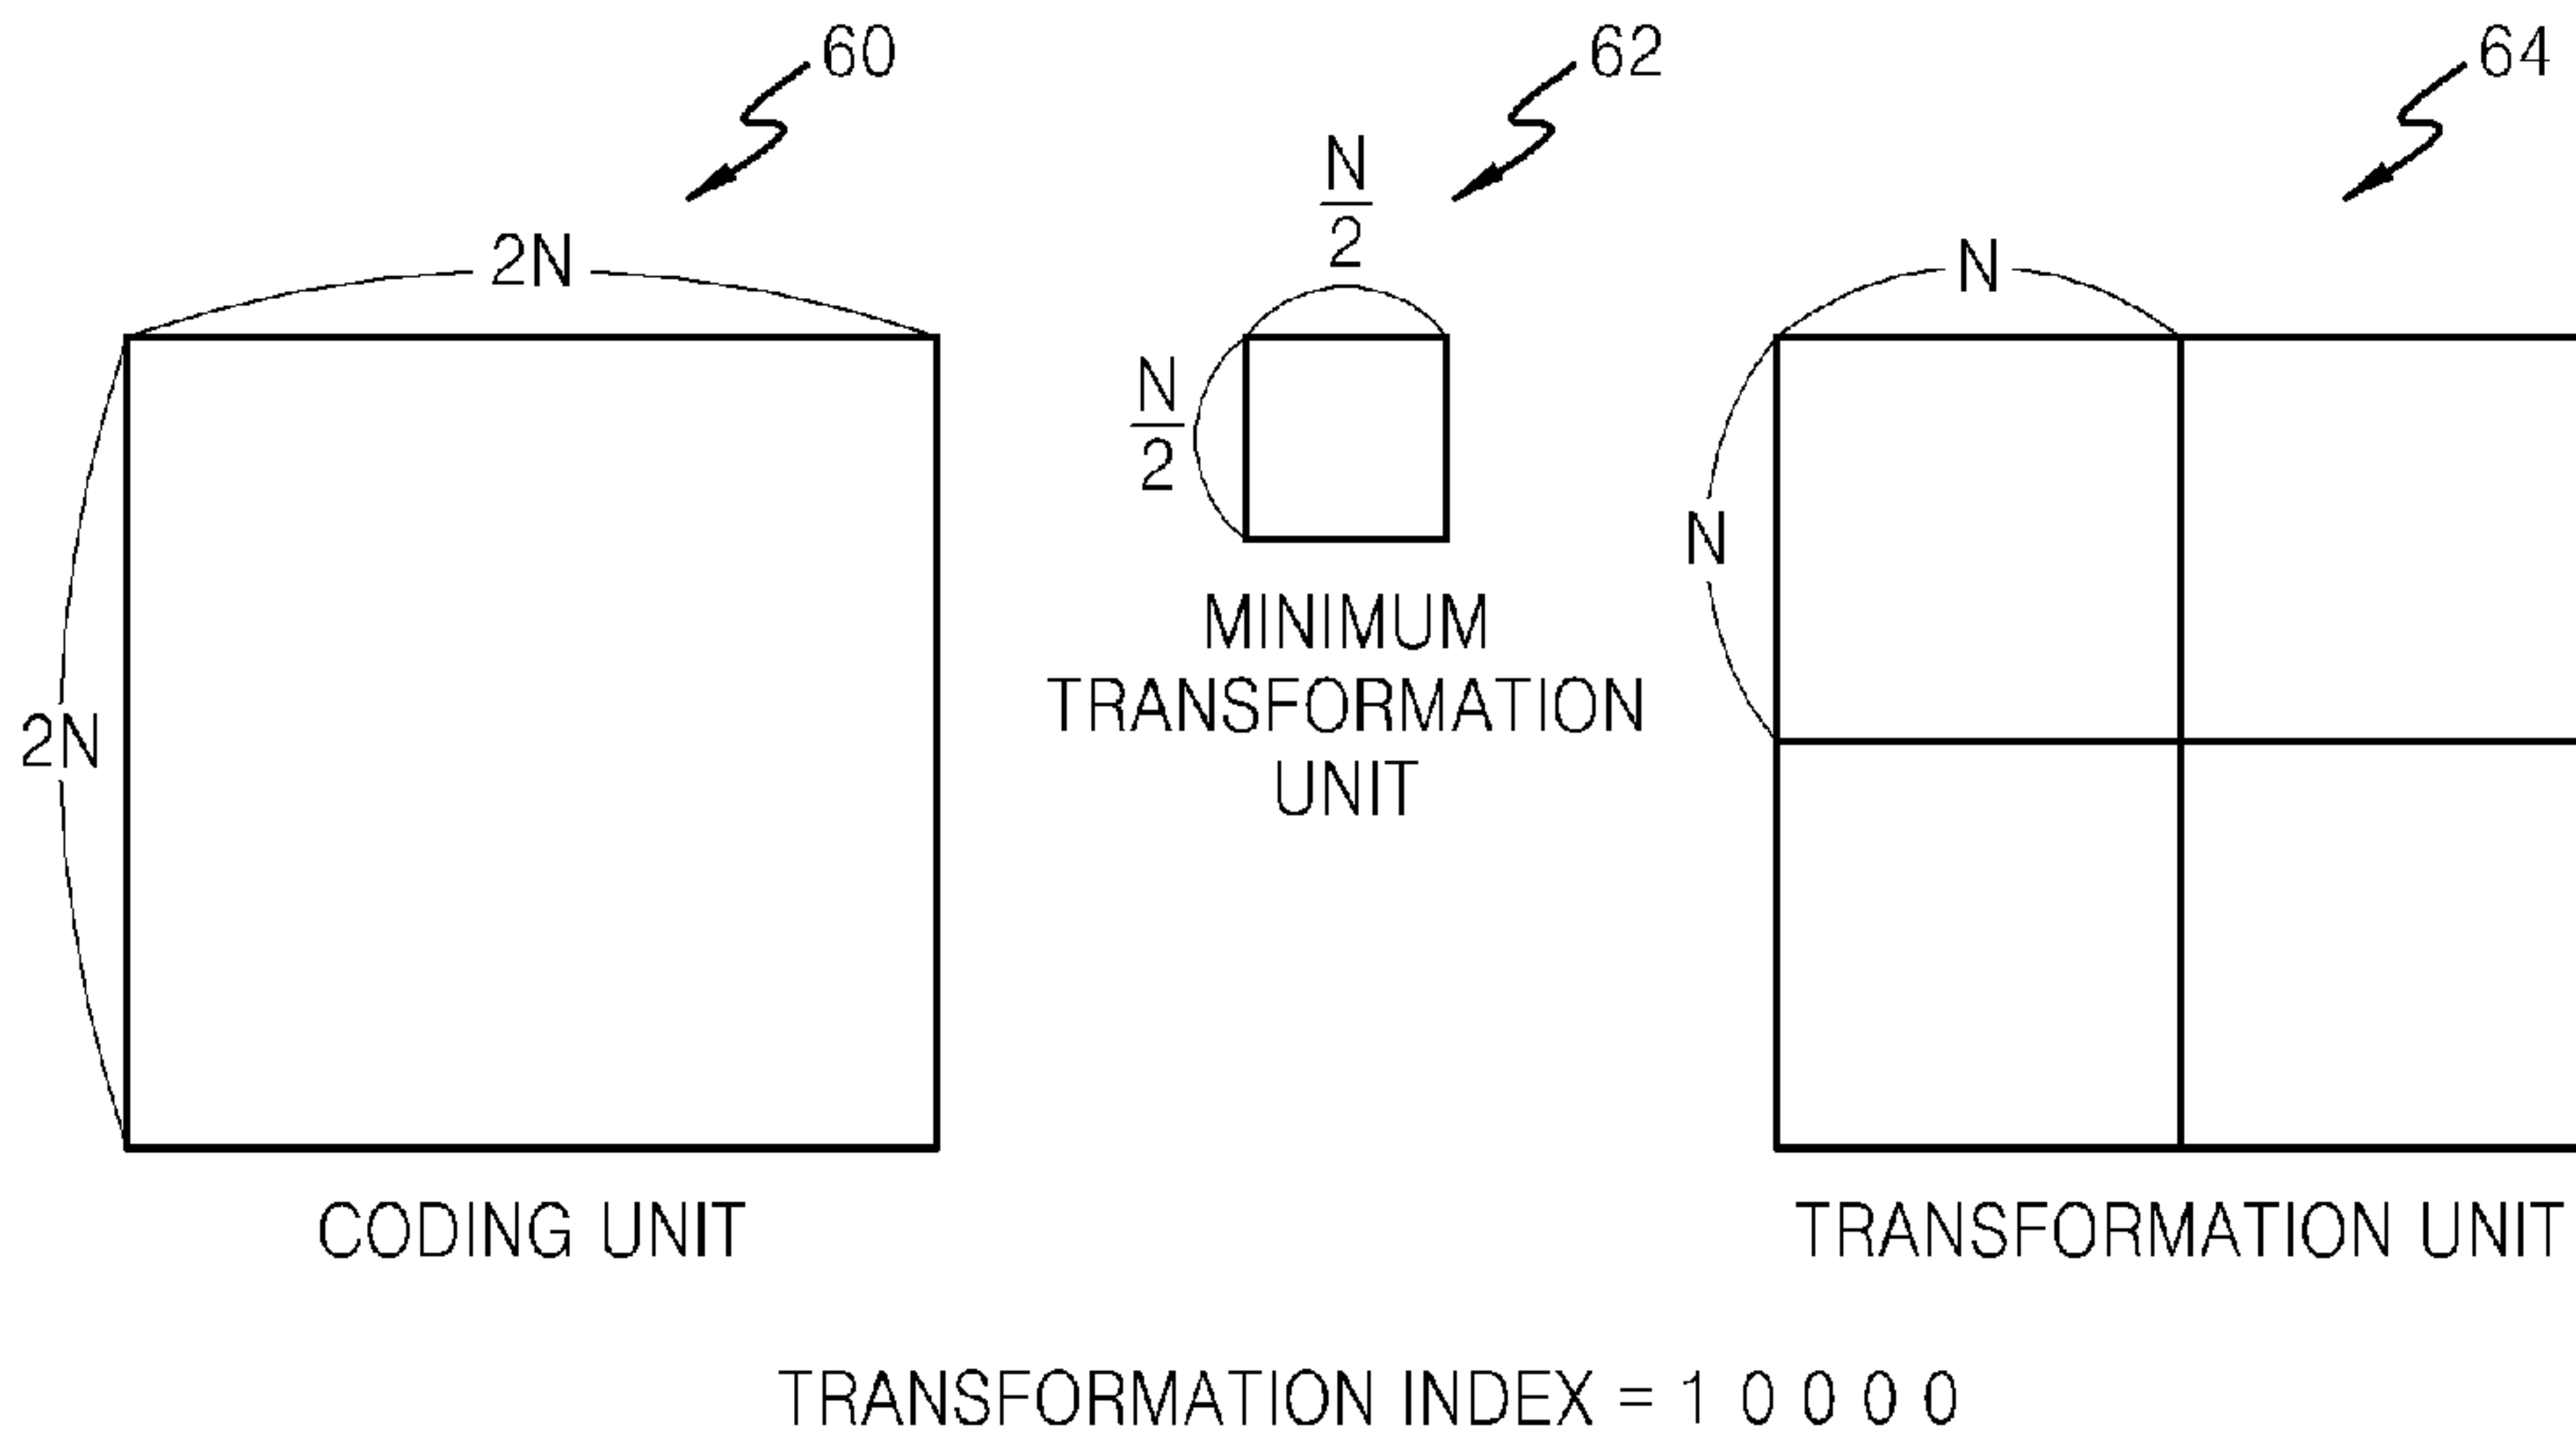 60
62
64
2N
N
2
N
2N
N
2
N
MINIMUM
TRANSFORMATION
UNIT
CODING UNIT
TRANSFORMATION UNIT
TRANSFORMATION INDEX = 1 0 0 0 0